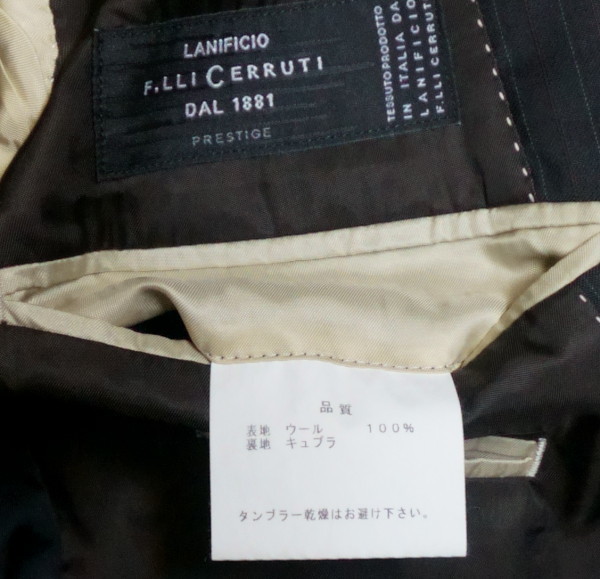 LANIFICIO
F.LLI CERRUTI
DAL 1881
PRESTIGE
TESSUTO PRODOTTO
IN ITALIA DA
LANIFICIO
F.LLI CERRUTI
品質
表地 ウール 100%
裏地 キュプラ
タンブラー乾燥はお避け下さい。